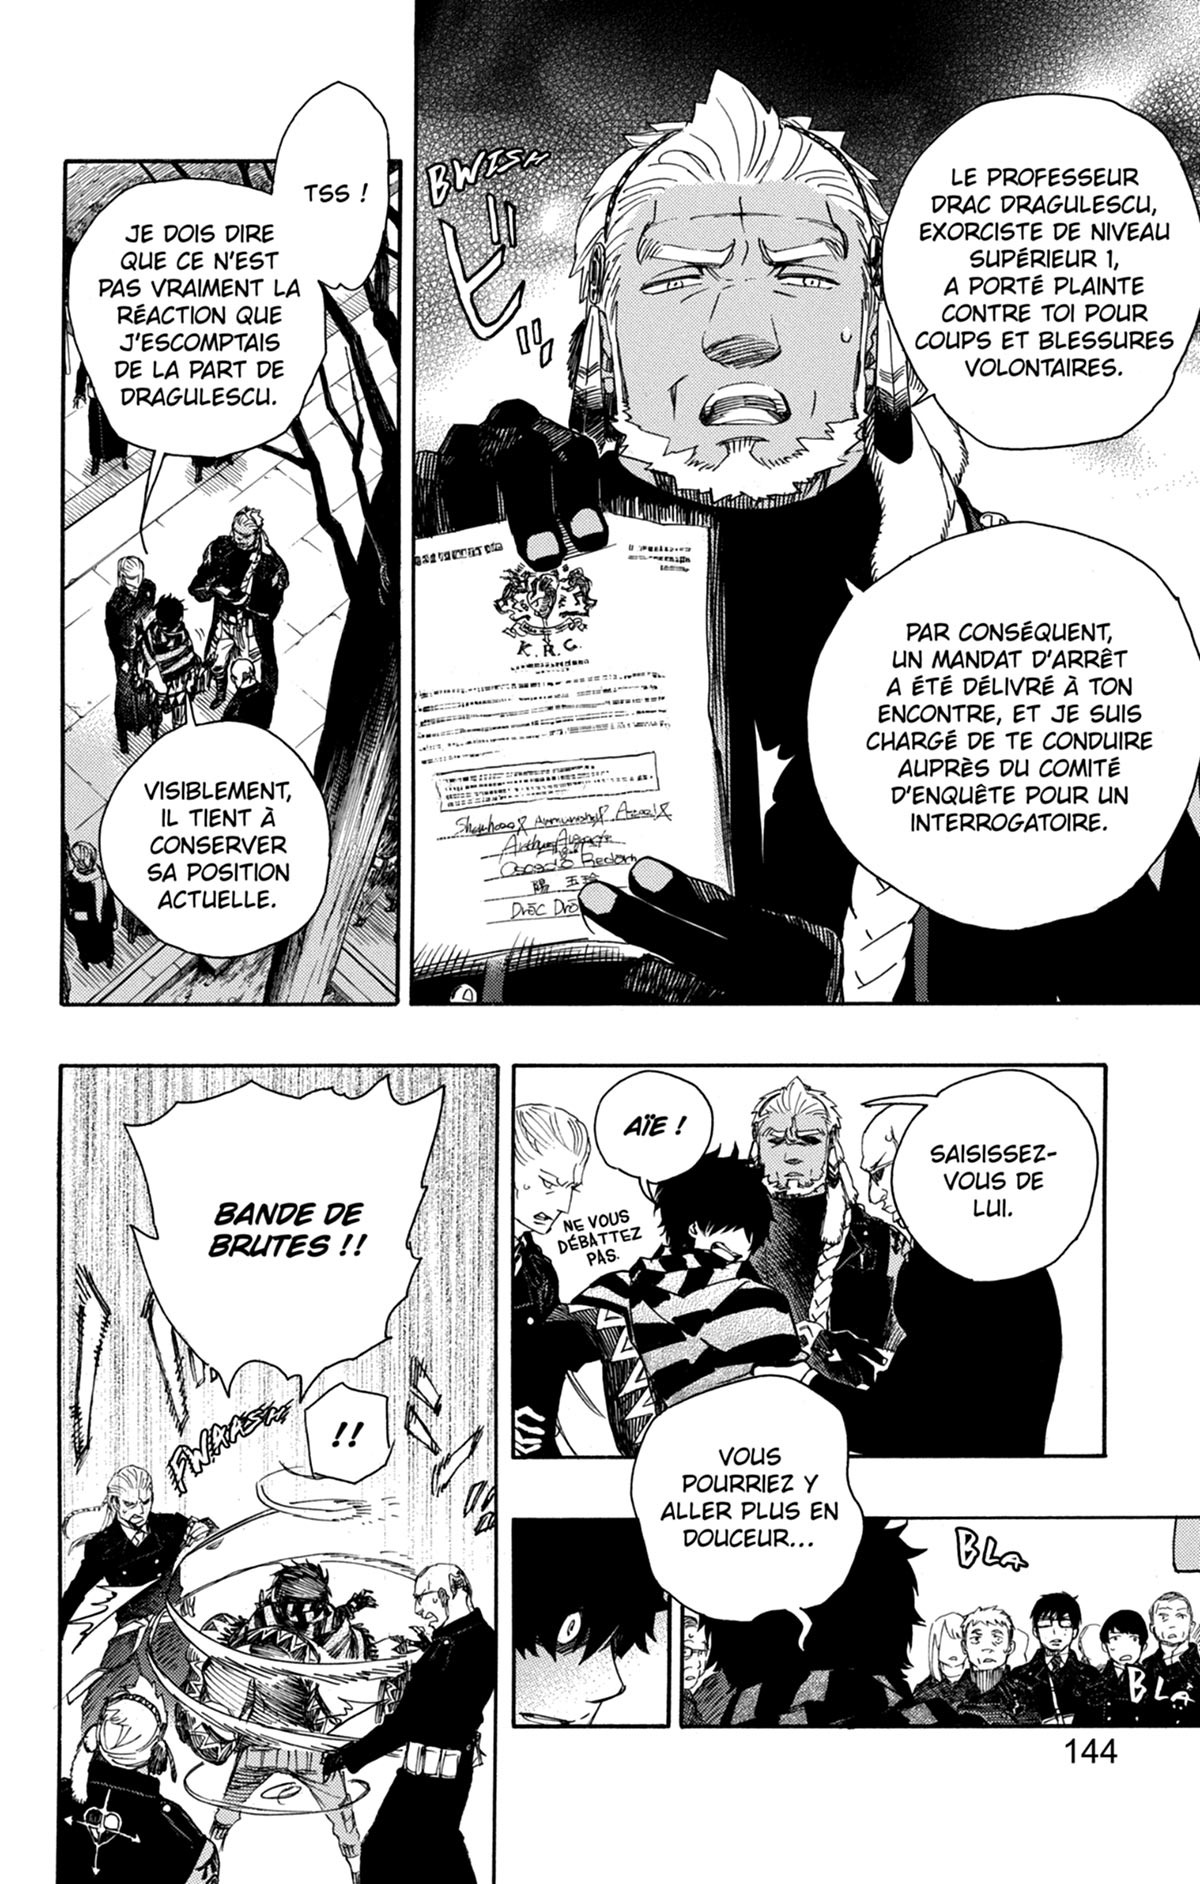 BWISH
ビ
LE PROFESSEUR
DRAC DRAGULESCU,
EXORCISTE DE NIVEAU
SUPÉRIEUR 1,
A PORTÉ PLAINTE
CONTRE TOI POUR
COUPS ET BLESSURES
VOLONTAIRES.
K.R.C.
PAR CONSÉQUENT,
UN MANDAT D'ARRÊT
A ÉTÉ DÉLIVRÉ À TON
ENCONTRE, ET JE SUIS
CHARGÉ DE TE CONDUIRE
AUPRÈS DU COMITÉ
D'ENQUÊTE POUR UN
INTERROGATOIRE.
TSS !
JE DOIS DIRE
QUE CE N'EST
PAS VRAIMENT LA
RÉACTION QUE
J'ESCOMPTAIS
DE LA PART DE
DRAGULESCU.
VISIBLEMENT,
IL TIENT À
CONSERVER
SA POSITION
ACTUELLE.
SAISISSEZ-
VOUS DE
LUI.
AÏE !
NE VOUS
DÉBATTEZ
PAS.
VOUS
POURRIEZ Y
ALLER PLUS EN
DOUCEUR...
BLA
BLA
BANDE DE
BRUTES !!
!!
FWAASH
144